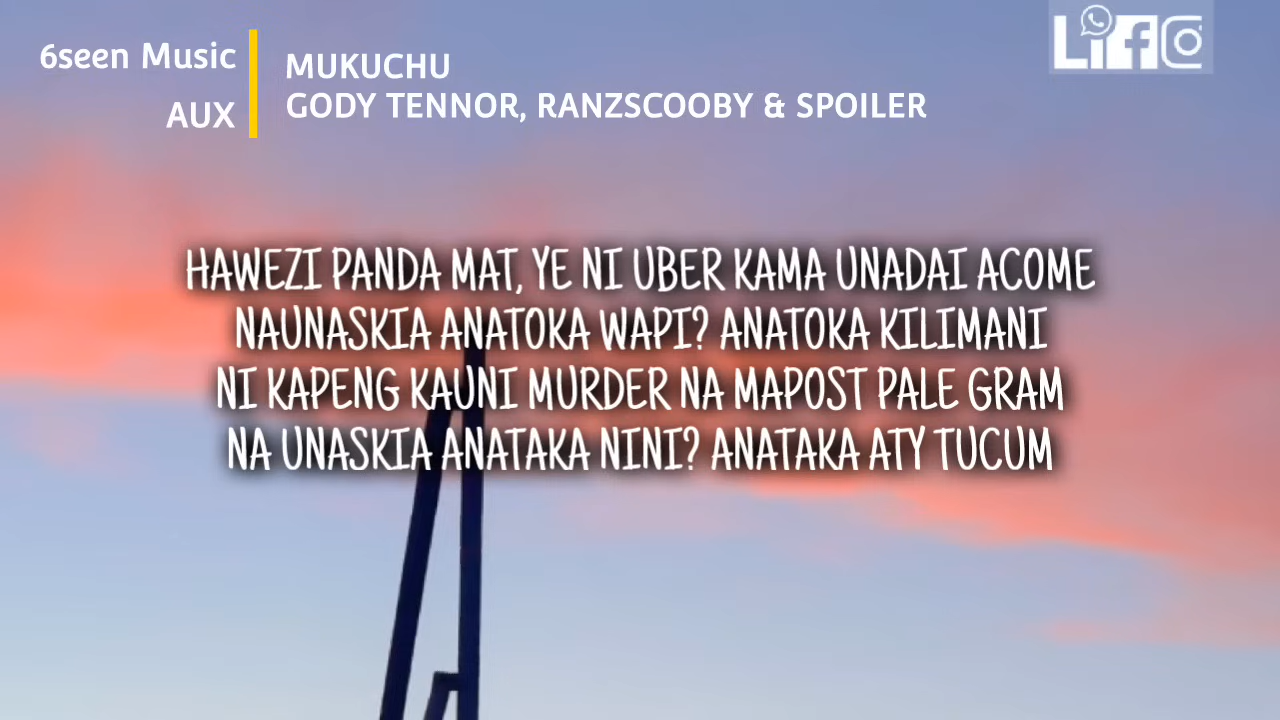 6seen Music
AUX
MUKUCHU
GODY TENNOR, RANZSCOOBY & SPOILER
LifC
HAWEZI PANDA MAT, YE NI UBER KAMA UNADAI ACOME
NAUNASKIA ANATOKA WAPI? ANATOKA KILIMANI
NI KAPENG KAUNI MURDER NA MAPOST PALE GRAM
NA UNASKIA ANATAKA NINI? ANATAKA ATY TUCUM